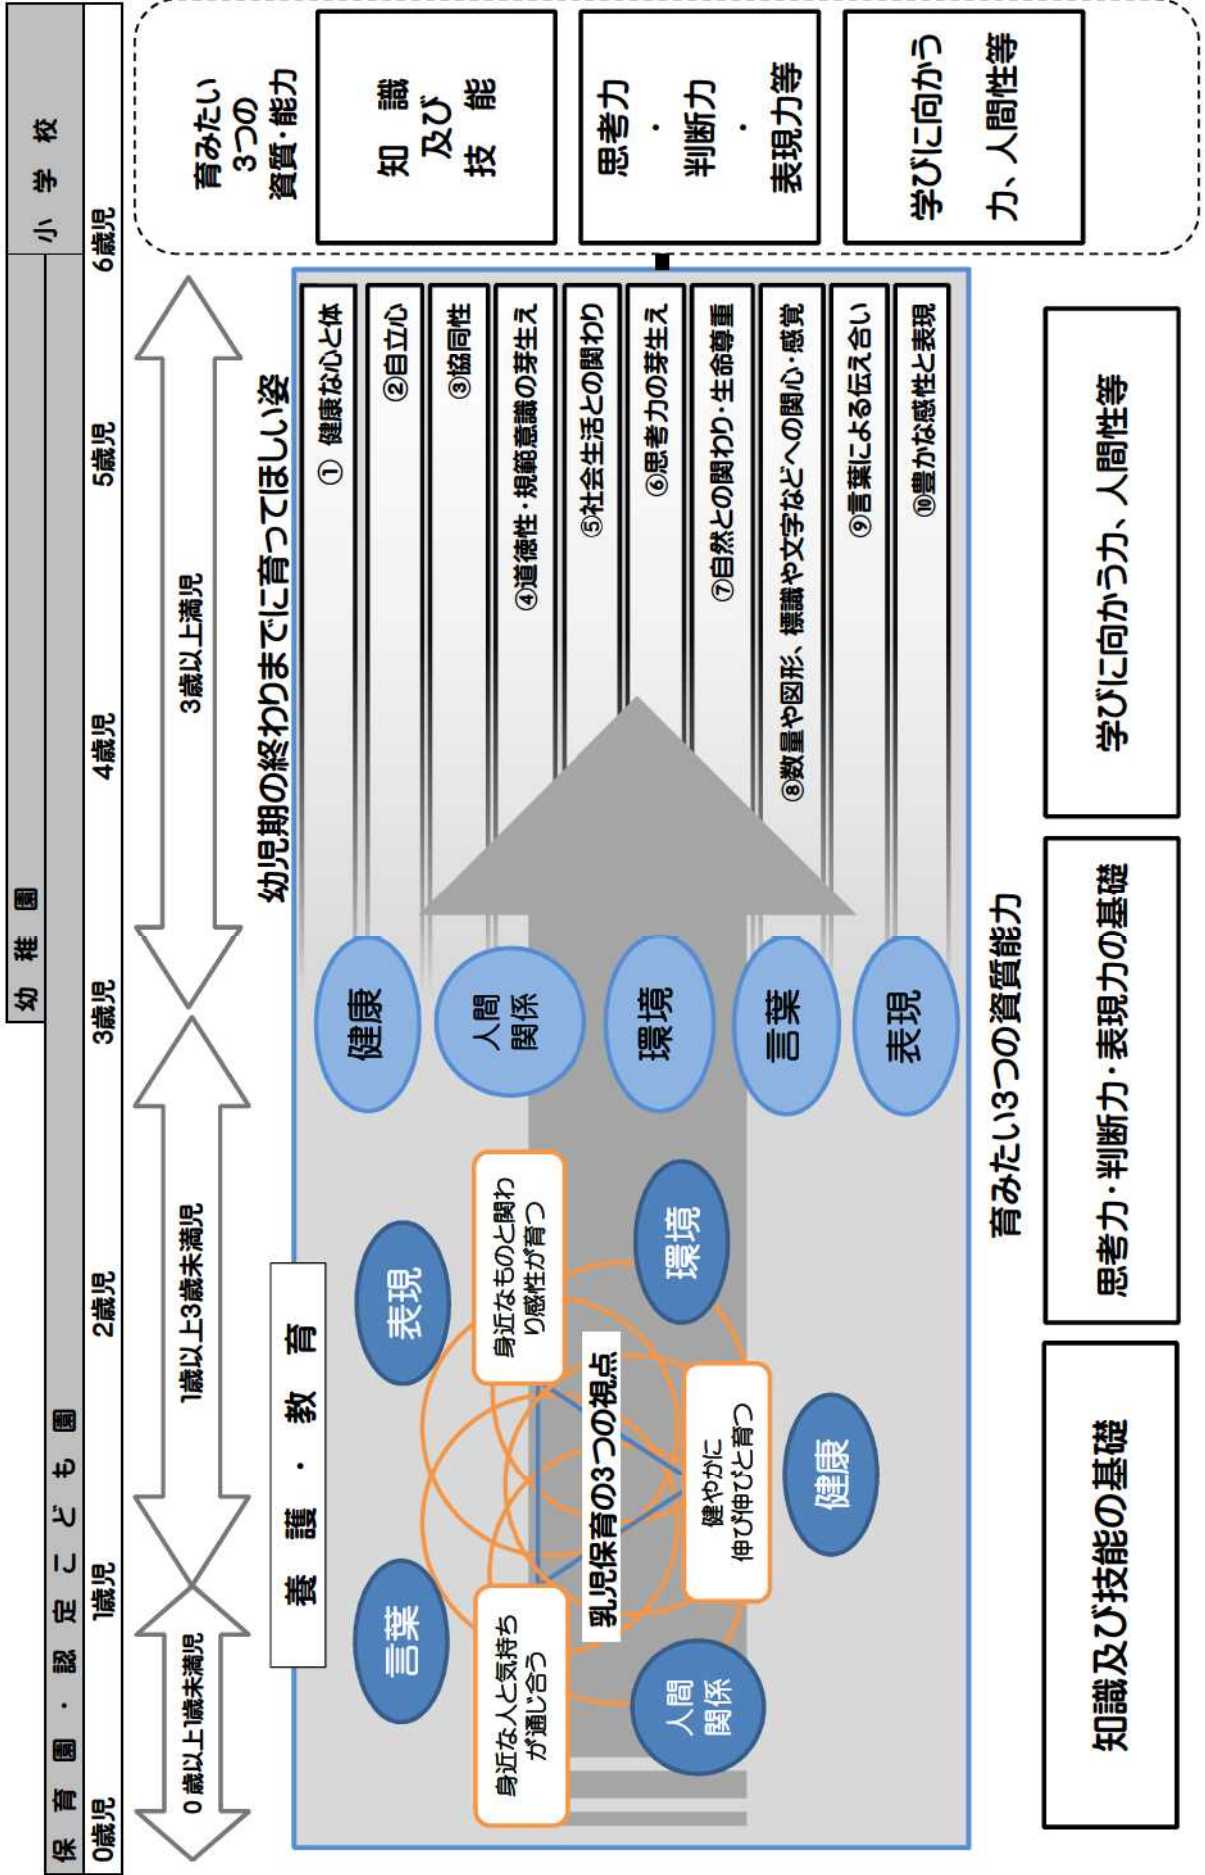 幼稚園
小学校
保育園・認定こども園
0歳児
1歳児
2歳児
3歳児
4歳児
5歳児
6歳児
0歳以上1歳未満児
1歳以上3歳未満児
3歳以上満児
養護・教育
幼児期の終わりまでに育ってほしい姿
言葉
表現
身近な人と気持ち
が通じ合う
身近なものと関わ
り感性が育つ
乳児保育の3つの視点
人間
関係
環境
健やかに
伸び伸びと育つ
健康
健康
人間
関係
環境
言葉
表現
① 健康な心と体
②自立心
③協同性
④道徳性・規範意識の芽生え
⑤社会生活との関わり
⑥思考力の芽生え
⑦自然との関わり・生命尊重
⑧数量や図形、標識や文字などへの関心・感覚
⑨言葉による伝え合い
⑩豊かな感性と表現
育みたい
3つの
資質・能力
知識
及び
技能
思考力
・
判断力
・
表現力等
学びに向かう
力、人間性等
育みたい3つの資質能力
知識及び技能の基礎
思考力・判断力・表現力の基礎
学びに向かう力、人間性等